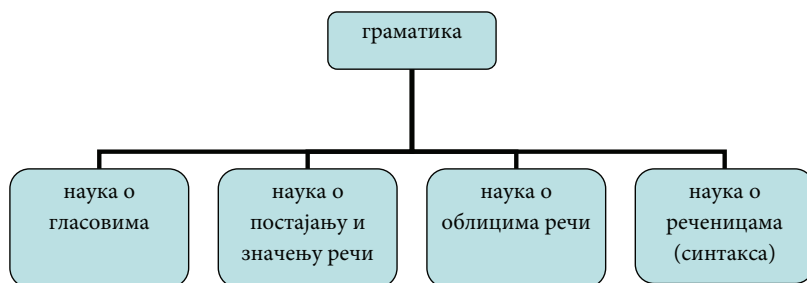 граматика
наука о
гласовима
наука о
постајању и
значењу речи
наука о
облицима речи
наука о
реченицама
(синтакса)